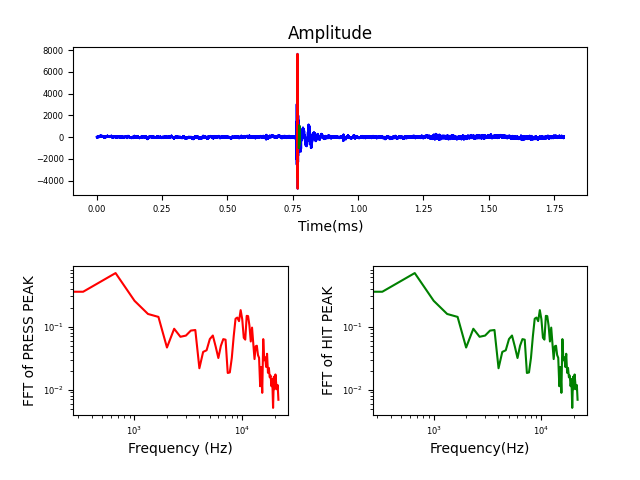 Amplitude
8000
6000
4000
2000
0
−2000
−4000
0.00 0.25 0.50 0.75 1.00 1.25 1.50 1.75
Time(ms)
FFT of PRESS PEAK
10⁻¹
10⁻²
10³ 10⁴
Frequency (Hz)
FFT of HIT PEAK
10⁻¹
10⁻²
10³ 10⁴
Frequency(Hz)